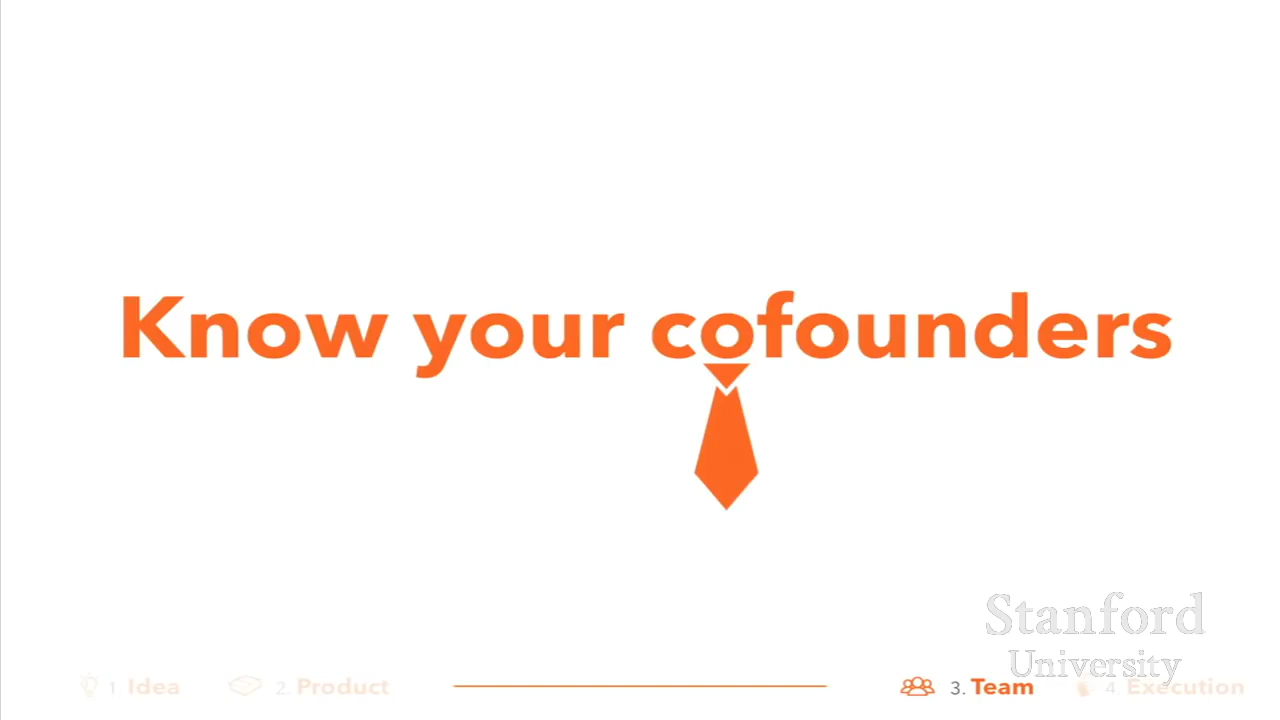 Know your cofounders
Stanford
University
1 Idea
2. Product
3. Team
4 Execution